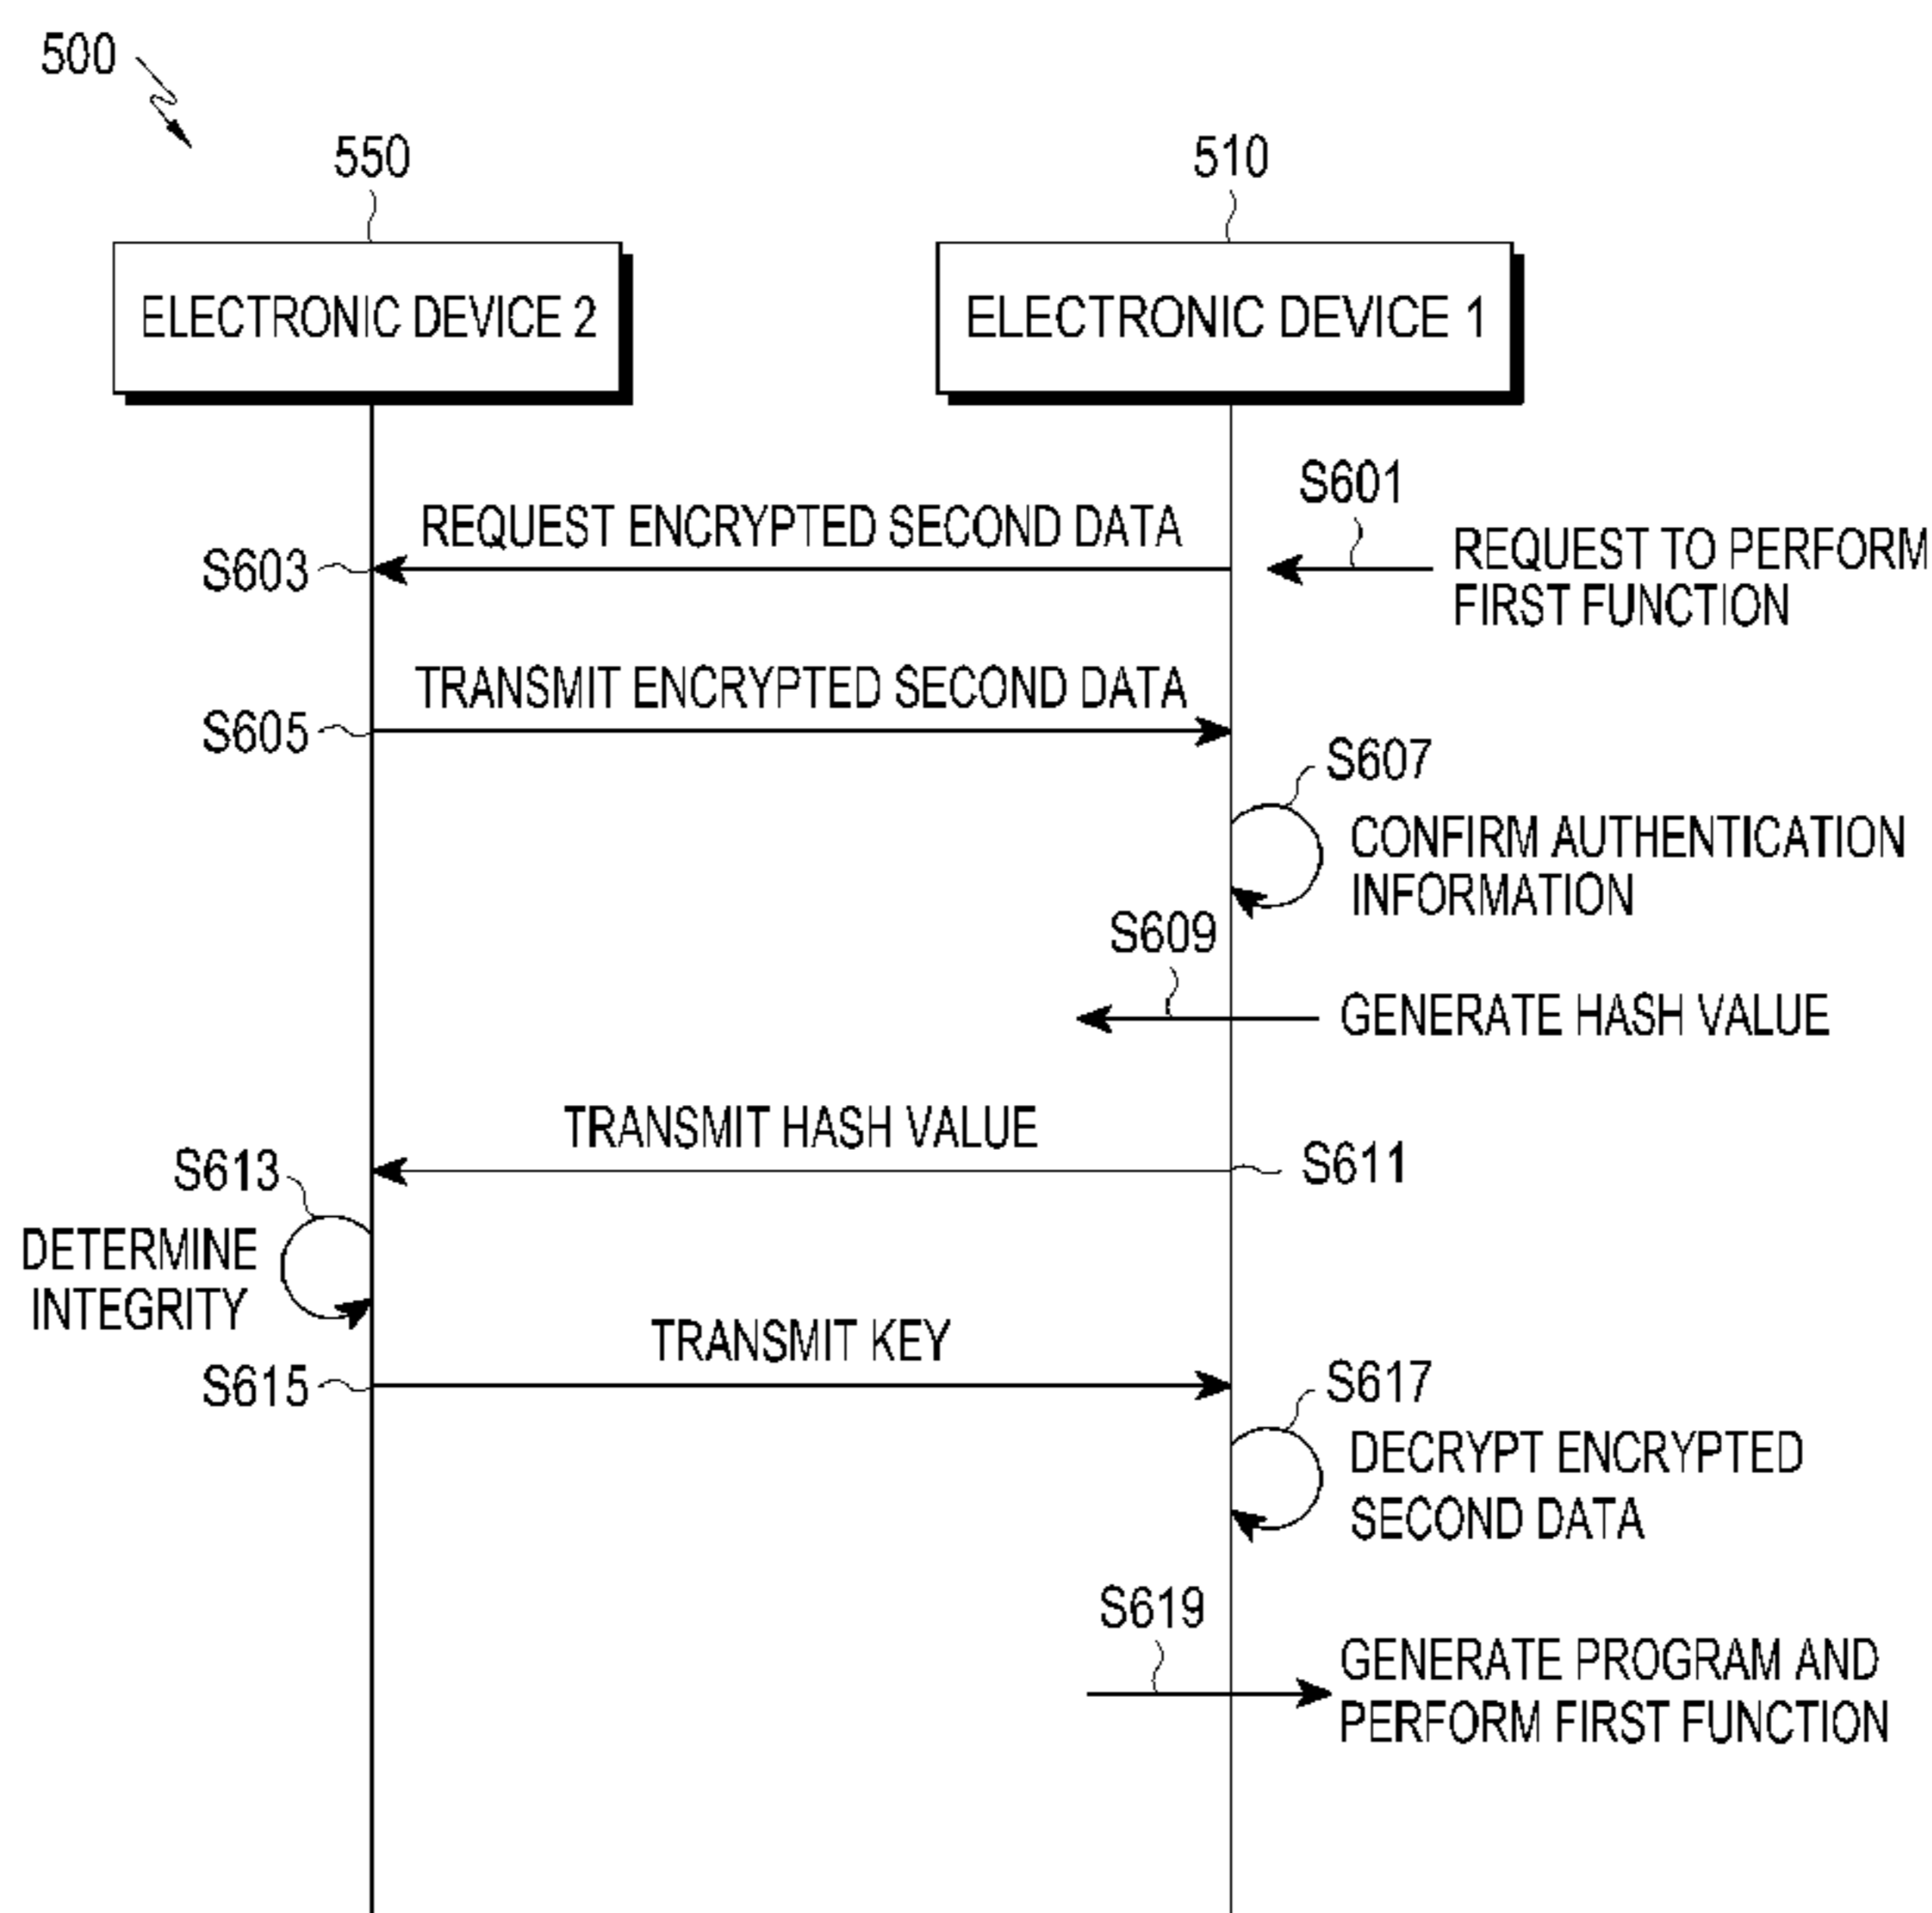 500
550
510
ELECTRONIC DEVICE 2
ELECTRONIC DEVICE 1
S601
REQUEST TO PERFORM
FIRST FUNCTION
REQUEST ENCRYPTED SECOND DATA
S603
TRANSMIT ENCRYPTED SECOND DATA
S605
S607
CONFIRM AUTHENTICATION
INFORMATION
S609
GENERATE HASH VALUE
TRANSMIT HASH VALUE
S611
S613
DETERMINE
INTEGRITY
TRANSMIT KEY
S615
S617
DECRYPT ENCRYPTED
SECOND DATA
S619
GENERATE PROGRAM AND
PERFORM FIRST FUNCTION